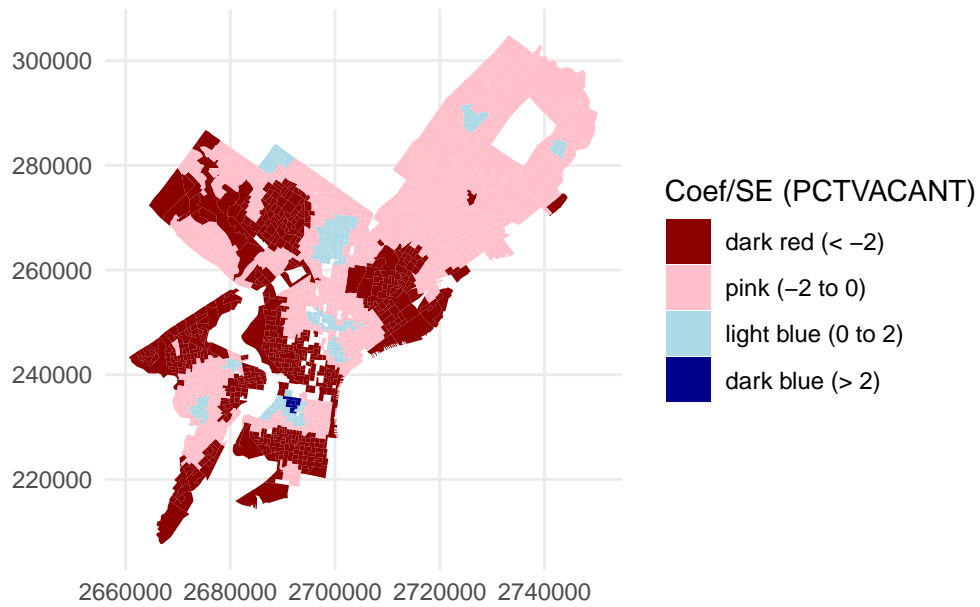 300000
280000
260000
240000
220000
2660000 2680000 2700000 2720000 2740000
Coef/SE (PCTVACANT)
dark red (< −2)
pink (−2 to 0)
light blue (0 to 2)
dark blue (> 2)